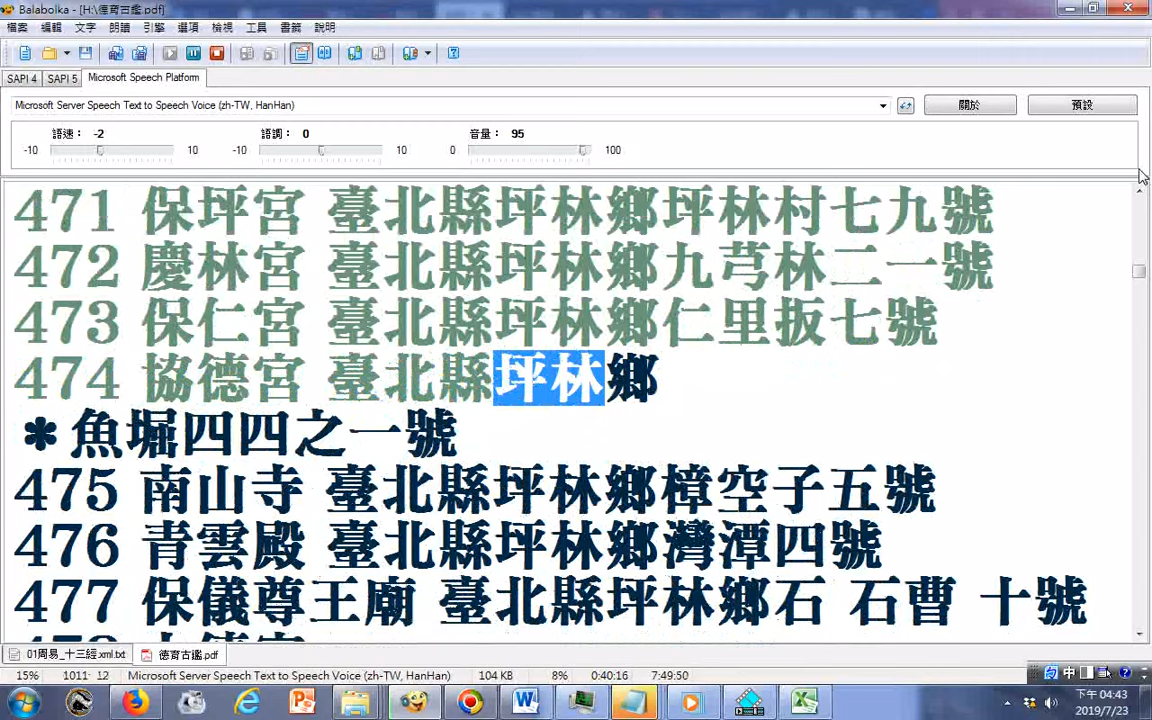 Balabolka - [H:\德育古鑑.pdf]
檔案 編輯 文字 朗讀 引擎 選項 檢視 工具 書籤 說明
SAPI 4 SAPI 5 Microsoft Speech Platform
Microsoft Server Speech Text to Speech Voice (zh-TW, HanHan) 關於 預設
語速： -2 語調： 0 音量： 95
-10 10 -10 10 0 100
471 保坪宮 臺北縣坪林鄉坪林村七九號
472 慶林宮 臺北縣坪林鄉九芎林二一號
473 保仁宮 臺北縣坪林鄉仁里扳七號
474 協德宮 臺北縣坪林鄉
＊魚堀四四之一號
475 南山寺 臺北縣坪林鄉樟空子五號
476 青雲殿 臺北縣坪林鄉灣潭四號
477 保儀尊王廟 臺北縣坪林鄉石 石曹 十號
01周易_十三經.xml.txt 德育古鑑.pdf
15% 1011: 12 Microsoft Server Speech Text to Speech Voice (zh-TW, HanHan) 104 KB 8% 0:40:16 7:49:50
中
下午 04:43
2019/7/23